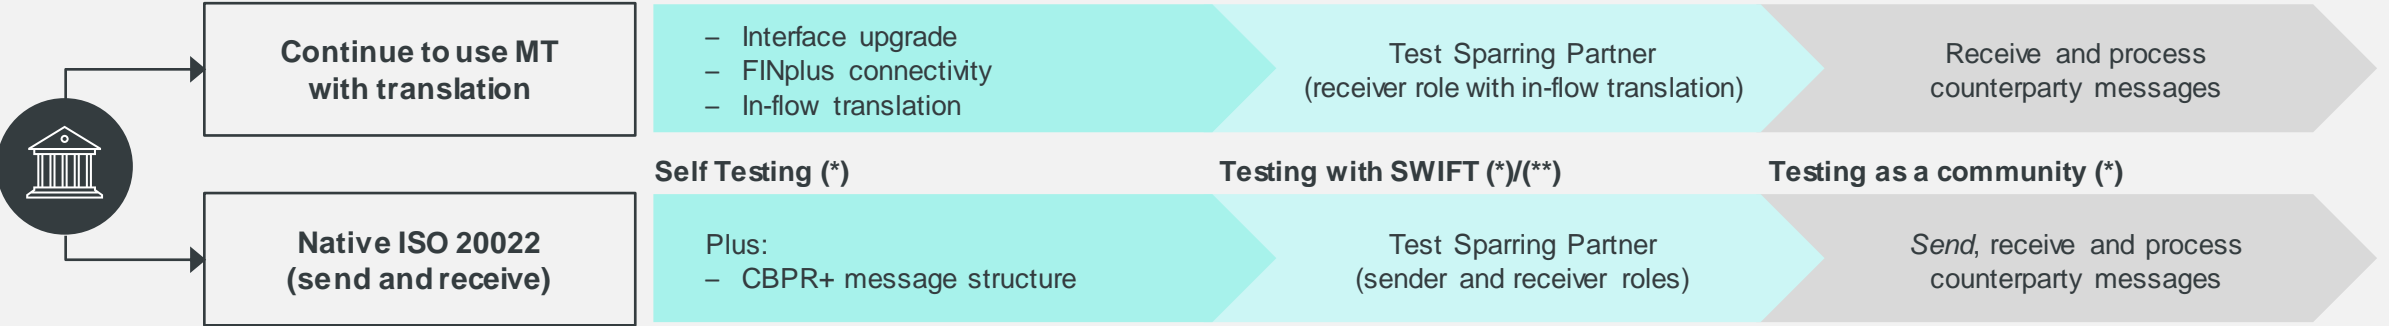 Continue to use MT
with translation
– Interface upgrade
– FINplus connectivity
– In-flow translation
Test Sparring Partner
(receiver role with in-flow translation)
Receive and process
counterparty messages
Self Testing (*)
Testing with SWIFT (*)/(**)
Testing as a community (*)
Native ISO 20022
(send and receive)
Plus:
– CBPR+ message structure
Test Sparring Partner
(sender and receiver roles)
Send, receive and process
counterparty messages